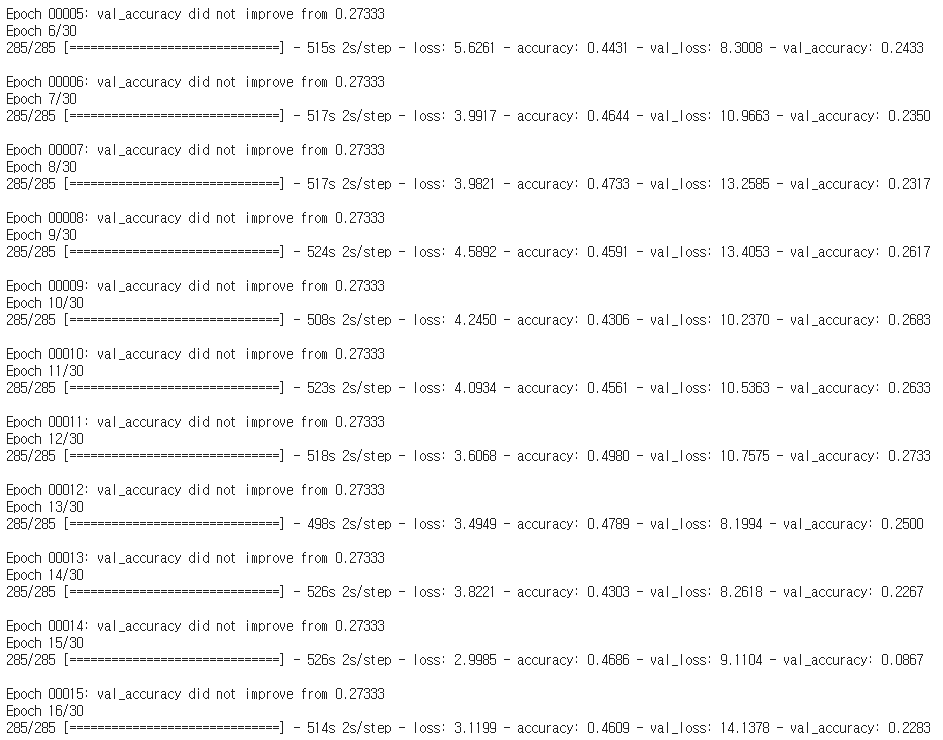 Epoch 00005: val_accuracy did not improve from 0.27333
Epoch 6/30
285/285 [==============================] - 515s 2s/step - loss: 5.6261 - accuracy: 0.4431 - val_loss: 8.3008 - val_accuracy: 0.2433
Epoch 00006: val_accuracy did not improve from 0.27333
Epoch 7/30
285/285 [==============================] - 517s 2s/step - loss: 3.9917 - accuracy: 0.4644 - val_loss: 10.9663 - val_accuracy: 0.2350
Epoch 00007: val_accuracy did not improve from 0.27333
Epoch 8/30
285/285 [==============================] - 517s 2s/step - loss: 3.9821 - accuracy: 0.4733 - val_loss: 13.2585 - val_accuracy: 0.2317
Epoch 00008: val_accuracy did not improve from 0.27333
Epoch 9/30
285/285 [==============================] - 524s 2s/step - loss: 4.5892 - accuracy: 0.4591 - val_loss: 13.4053 - val_accuracy: 0.2617
Epoch 00009: val_accuracy did not improve from 0.27333
Epoch 10/30
285/285 [==============================] - 508s 2s/step - loss: 4.2450 - accuracy: 0.4306 - val_loss: 10.2370 - val_accuracy: 0.2683
Epoch 00010: val_accuracy did not improve from 0.27333
Epoch 11/30
285/285 [==============================] - 523s 2s/step - loss: 4.0934 - accuracy: 0.4561 - val_loss: 10.5363 - val_accuracy: 0.2633
Epoch 00011: val_accuracy did not improve from 0.27333
Epoch 12/30
285/285 [==============================] - 518s 2s/step - loss: 3.6068 - accuracy: 0.4980 - val_loss: 10.7575 - val_accuracy: 0.2733
Epoch 00012: val_accuracy did not improve from 0.27333
Epoch 13/30
285/285 [==============================] - 498s 2s/step - loss: 3.4949 - accuracy: 0.4789 - val_loss: 8.1994 - val_accuracy: 0.2500
Epoch 00013: val_accuracy did not improve from 0.27333
Epoch 14/30
285/285 [==============================] - 526s 2s/step - loss: 3.8221 - accuracy: 0.4303 - val_loss: 8.2618 - val_accuracy: 0.2267
Epoch 00014: val_accuracy did not improve from 0.27333
Epoch 15/30
285/285 [==============================] - 526s 2s/step - loss: 2.9985 - accuracy: 0.4686 - val_loss: 9.1104 - val_accuracy: 0.0867
Epoch 00015: val_accuracy did not improve from 0.27333
Epoch 16/30
285/285 [==============================] - 514s 2s/step - loss: 3.1199 - accuracy: 0.4609 - val_loss: 14.1378 - val_accuracy: 0.2283